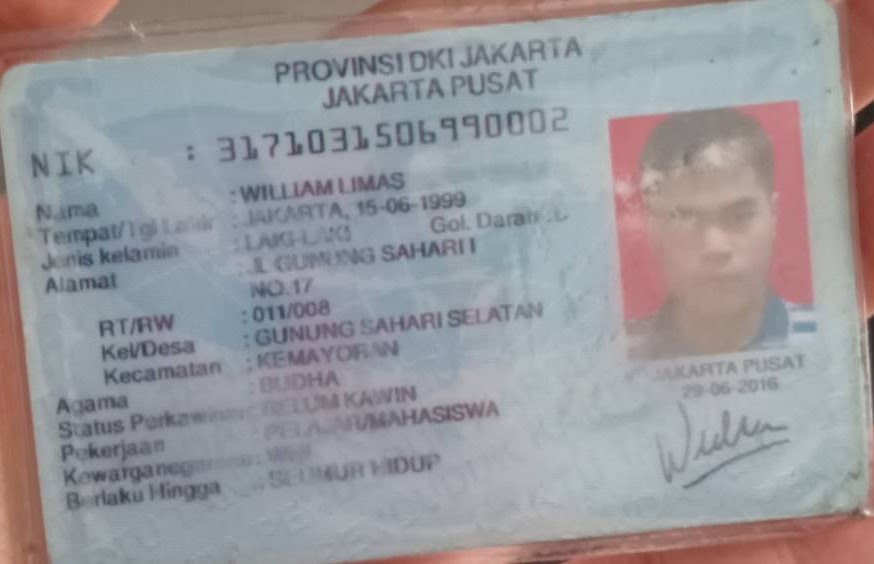 PROVINSI DKI JAKARTA
JAKARTA PUSAT
NIK : 3171031506990002
Nama : WILLIAM LIMAS
Tempat/Tgl Lahir : JAKARTA, 15-06-1999
Jenis kelamin : LAKI-LAKI Gol. Darah :
Alamat : JL GUNUNG SAHARI I
NO.17
RT/RW : 011/008
Kel/Desa : GUNUNG SAHARI SELATAN
Kecamatan : KEMAYORAN
Agama : BUDHA
Status Perkawinan : BELUM KAWIN
Pekerjaan : PELAJAR/MAHASISWA
Kewarganegaraan : WNI
Berlaku Hingga : SEUMUR HIDUP
JAKARTA PUSAT
29-06-2016